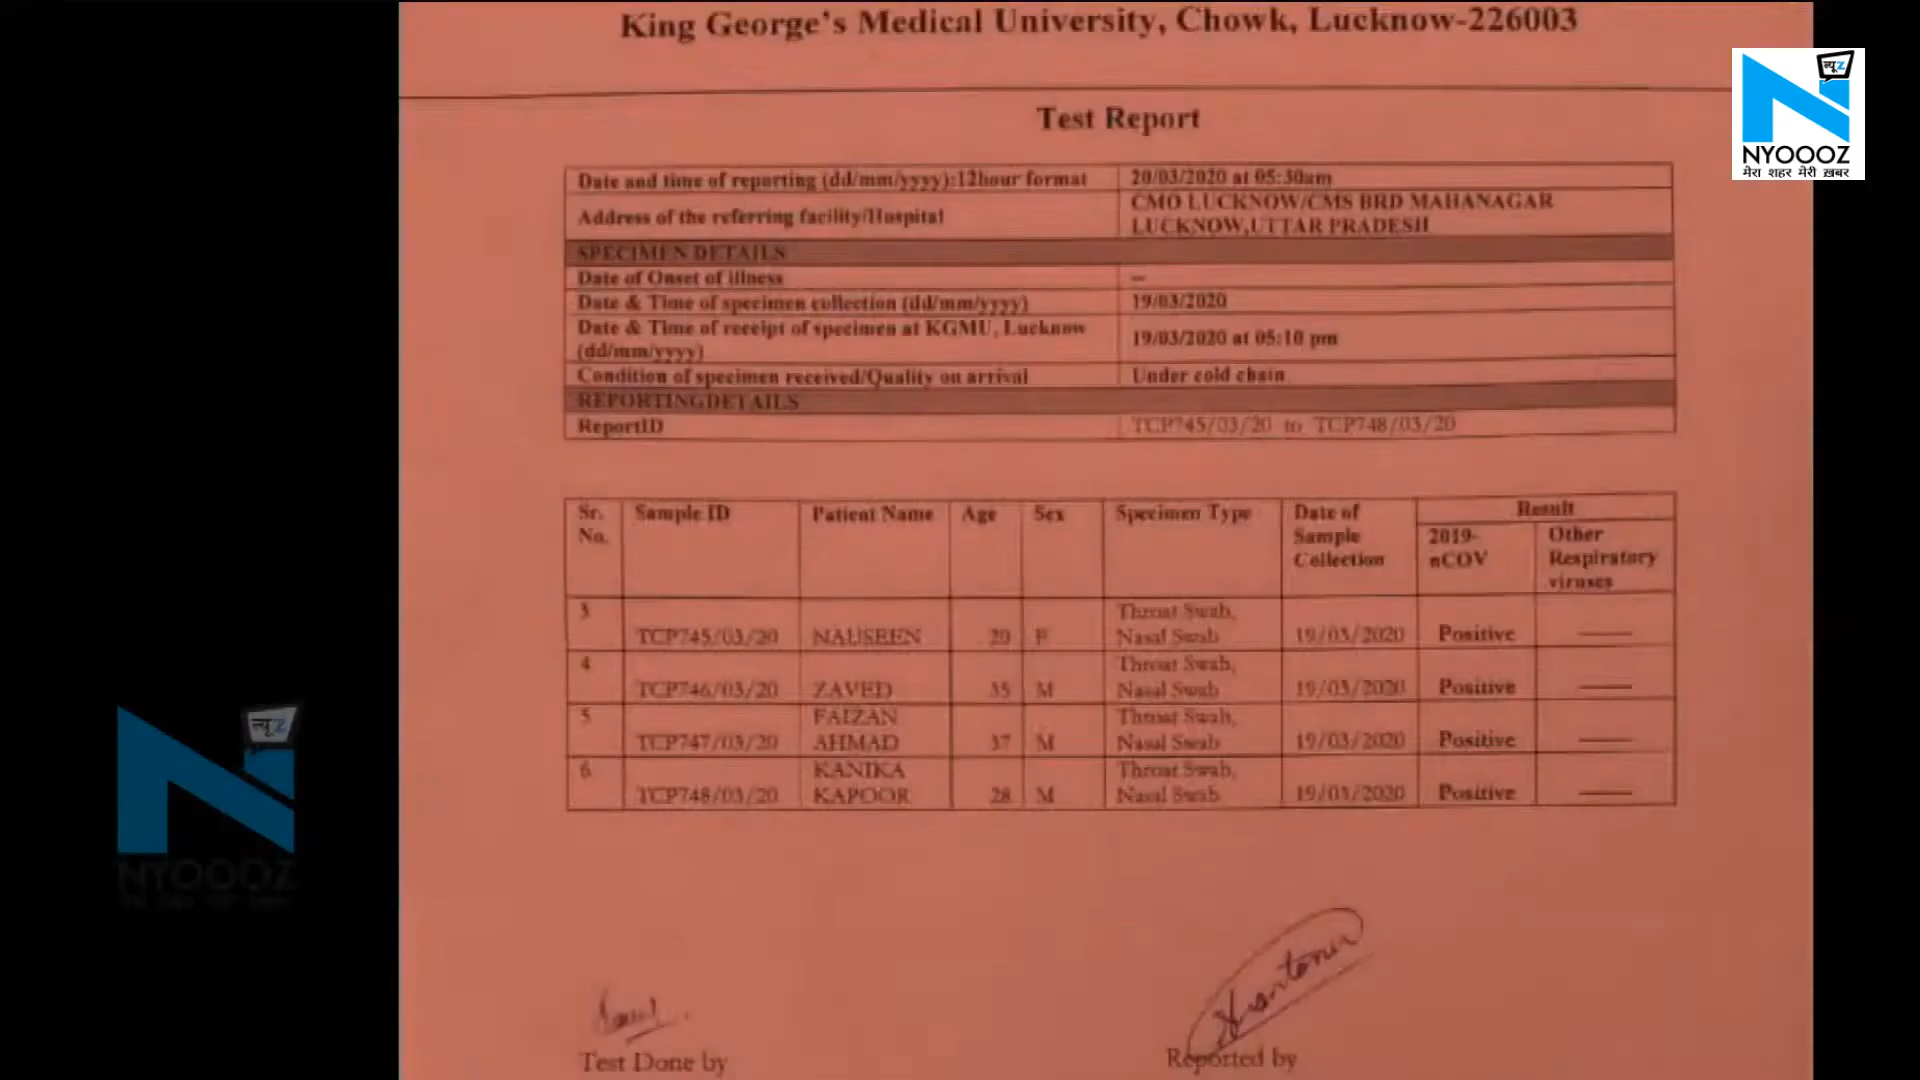 King George's Medical University, Chowk, Lucknow-226003
न्यूz
NYOOOZ
मेरा शहर मेरी ख़बर
Test Report
Date and time of reporting (dd/mm/yyyy):12hour format 20/03/2020 at 05:30am
Address of the referring facility/Hospital CMO LUCKNOW/CMS BRD MAHANAGAR
LUCKNOW,UTTAR PRADESH
SPECIMEN DETAILS
Date of Onset of illness --
Date & Time of specimen collection (dd/mm/yyyy) 19/03/2020
Date & Time of receipt of specimen at KGMU, Lucknow
(dd/mm/yyyy) 19/03/2020 at 05:10 pm
Condition of specimen received/Quality on arrival Under cold chain
REPORTINGDETAILS
ReportID TCP745/03/20 to TCP748/03/20
Sr. No. Sample ID Patient Name Age Sex Specimen Type Date of Sample Collection Result
2019-nCOV Other Respiratory viruses
3 TCP745/03/20 NAUSEEN 20 F Throat Swab, Nasal Swab 19/03/2020 Positive
4 TCP746/03/20 ZAVED 35 M Throat Swab, Nasal Swab 19/03/2020 Positive
5 TCP747/03/20 FAIZAN AHMAD 37 M Throat Swab, Nasal Swab 19/03/2020 Positive
6 TCP748/03/20 KANIKA KAPOOR 28 M Throat Swab, Nasal Swab 19/03/2020 Positive
न्यूz
NYOOOZ
Test Done by
Reported by